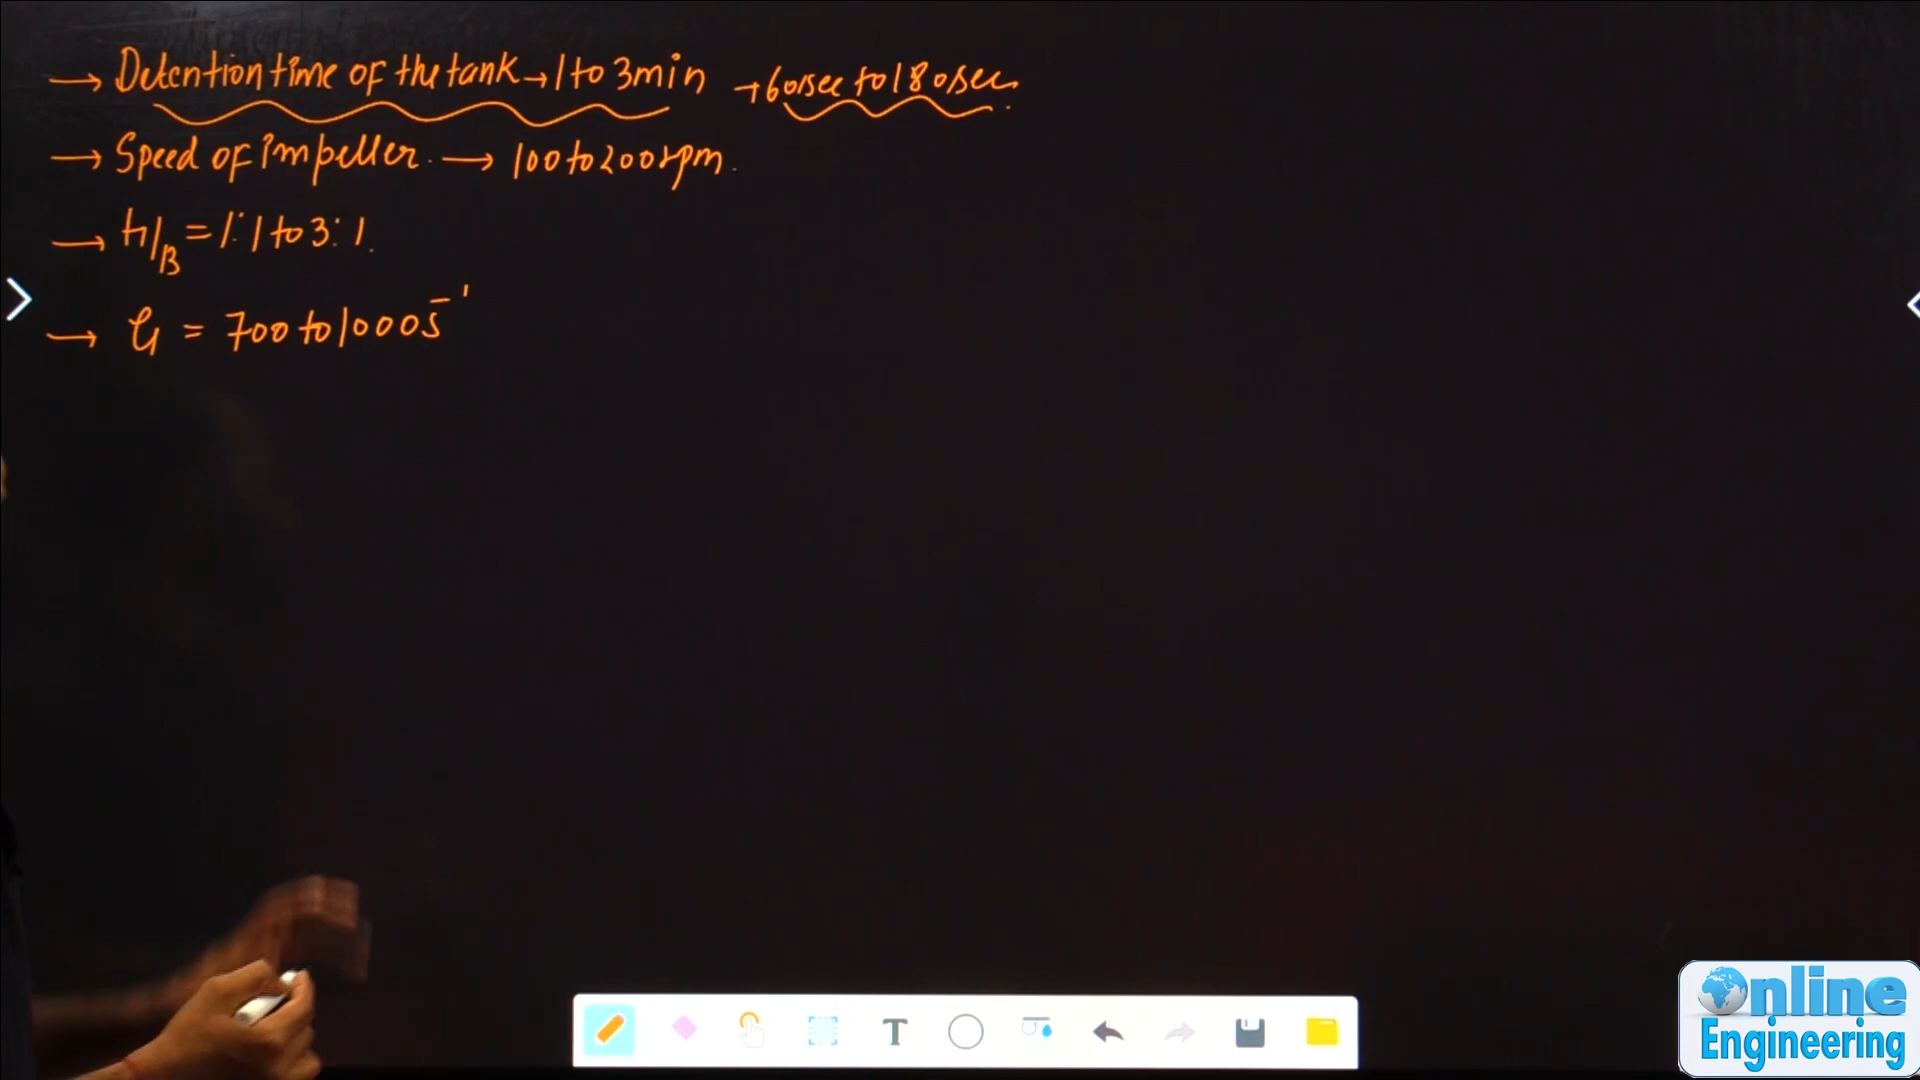 → Detention time of the tank → 1 to 3 min → 60sec to 180sec.
→ Speed of impeller. → 100 to 200 rpm.
→ H/B = 1:1 to 3:1.
→ G = 700 to 1000 s⁻¹
T
Online
Engineering